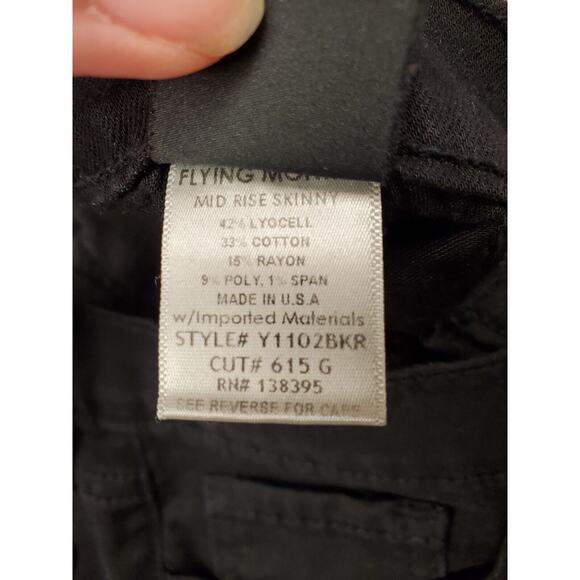 FLYING
MID RISE SKINNY
42% LYOCELL
33% COTTON
15% RAYON
9% POLY, 1% SPAN
MADE IN U.S.A
w/Imported Materials
STYLE# Y1102BKR
CUT# 615 G
RN# 138395
SEE REVERSE FOR CARE